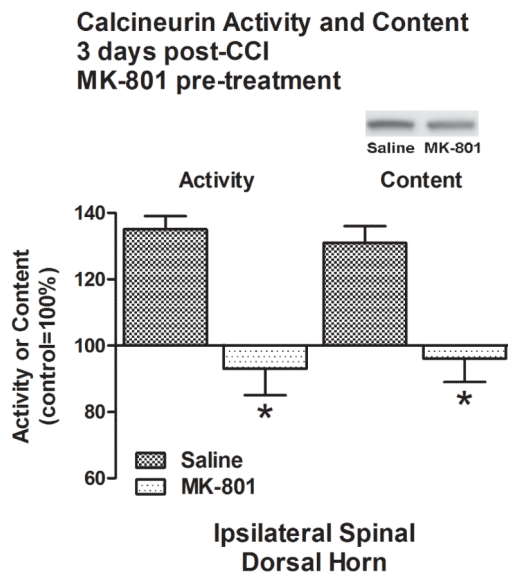 Calcineurin Activity and Content
3 days post-CCI
MK-801 pre-treatment
Saline MK-801
Activity Content
Activity or Content
(control=100%)
140
120
100
80
60
* *
Saline
MK-801
Ipsilateral Spinal
Dorsal Horn